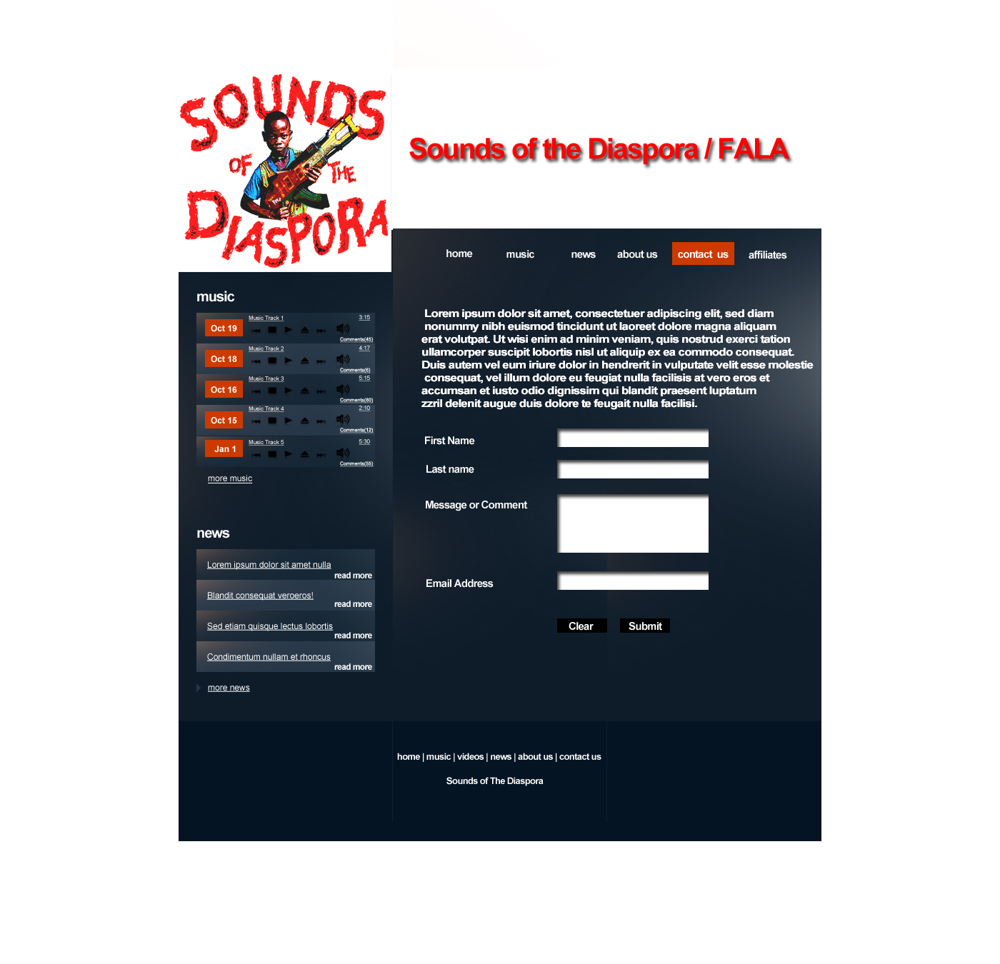 SOUNDS
OF THE
DIASPORA
Sounds of the Diaspora / FALA
home music news about us contact us affiliates
music
Oct 19 Music Track 1 3:15
Comments(45)
Oct 18 Music Track 2 4:17
Comments(6)
Oct 16 Music Track 3 5:15
Comments(80)
Oct 15 Music Track 4 2:10
Comments(12)
Jan 1 Music Track 5 5:30
Comments(55)
more music
news
Lorem ipsum dolor sit amet nulla
read more
Blandit consequat veroeros!
read more
Sed etiam quisque lectus lobortis
read more
Condimentum nullam et rhoncus
read more
more news
Lorem ipsum dolor sit amet, consectetuer adipiscing elit, sed diam
nonummy nibh euismod tincidunt ut laoreet dolore magna aliquam
erat volutpat. Ut wisi enim ad minim veniam, quis nostrud exerci tation
ullamcorper suscipit lobortis nisl ut aliquip ex ea commodo consequat.
Duis autem vel eum iriure dolor in hendrerit in vulputate velit esse molestie
consequat, vel illum dolore eu feugiat nulla facilisis at vero eros et
accumsan et iusto odio dignissim qui blandit praesent luptatum
zzril delenit augue duis dolore te feugait nulla facilisi.
First Name
Last name
Message or Comment
Email Address
Clear Submit
home | music | videos | news | about us | contact us
Sounds of The Diaspora